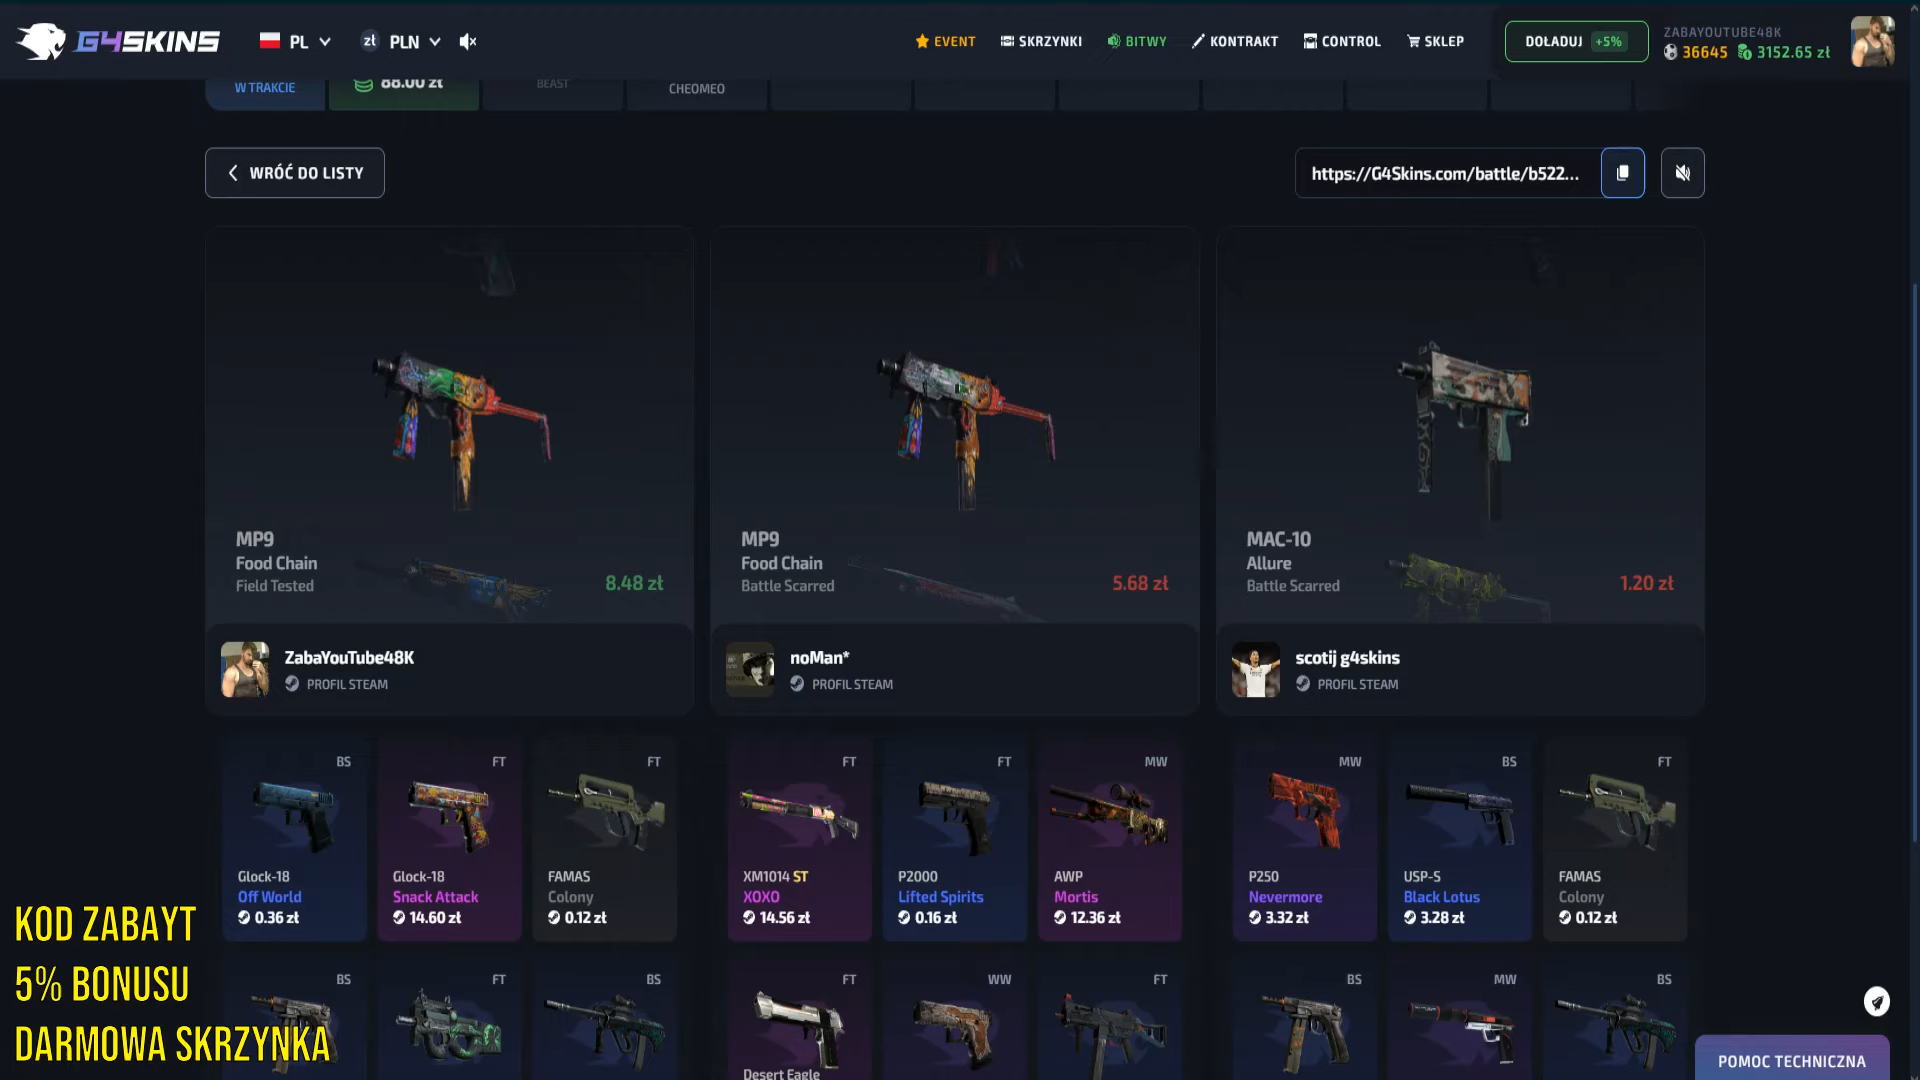 G4SKINS
PL
zł PLN
EVENT
SKRZYNKI
BITWY
KONTRAKT
CONTROL
SKLEP
DOŁADUJ +5%
ZABAYOUTUBE48K
36645 3152.65 zł
W TRAKCIE
88.00 zł
BEAST
CHEOMEO
WRÓĆ DO LISTY
https://G4Skins.com/battle/b522...
MP9
Food Chain
Field Tested
8.48 zł
ZabaYouTube48K
PROFIL STEAM
MP9
Food Chain
Battle Scarred
5.68 zł
noMan*
PROFIL STEAM
MAC-10
Allure
Battle Scarred
1.20 zł
scotij g4skins
PROFIL STEAM
BS
Glock-18
Off World
0.36 zł
FT
Glock-18
Snack Attack
14.60 zł
FT
FAMAS
Colony
0.12 zł
FT
XM1014 ST
XOXO
14.56 zł
FT
P2000
Lifted Spirits
0.16 zł
MW
AWP
Mortis
12.36 zł
MW
P250
Nevermore
3.32 zł
BS
USP-S
Black Lotus
3.28 zł
FT
FAMAS
Colony
0.12 zł
BS
FT
BS
FT
Desert Eagle
WW
FT
BS
MW
BS
KOD ZABAYT
5% BONUSU
DARMOWA SKRZYNKA
POMOC TECHNICZNA